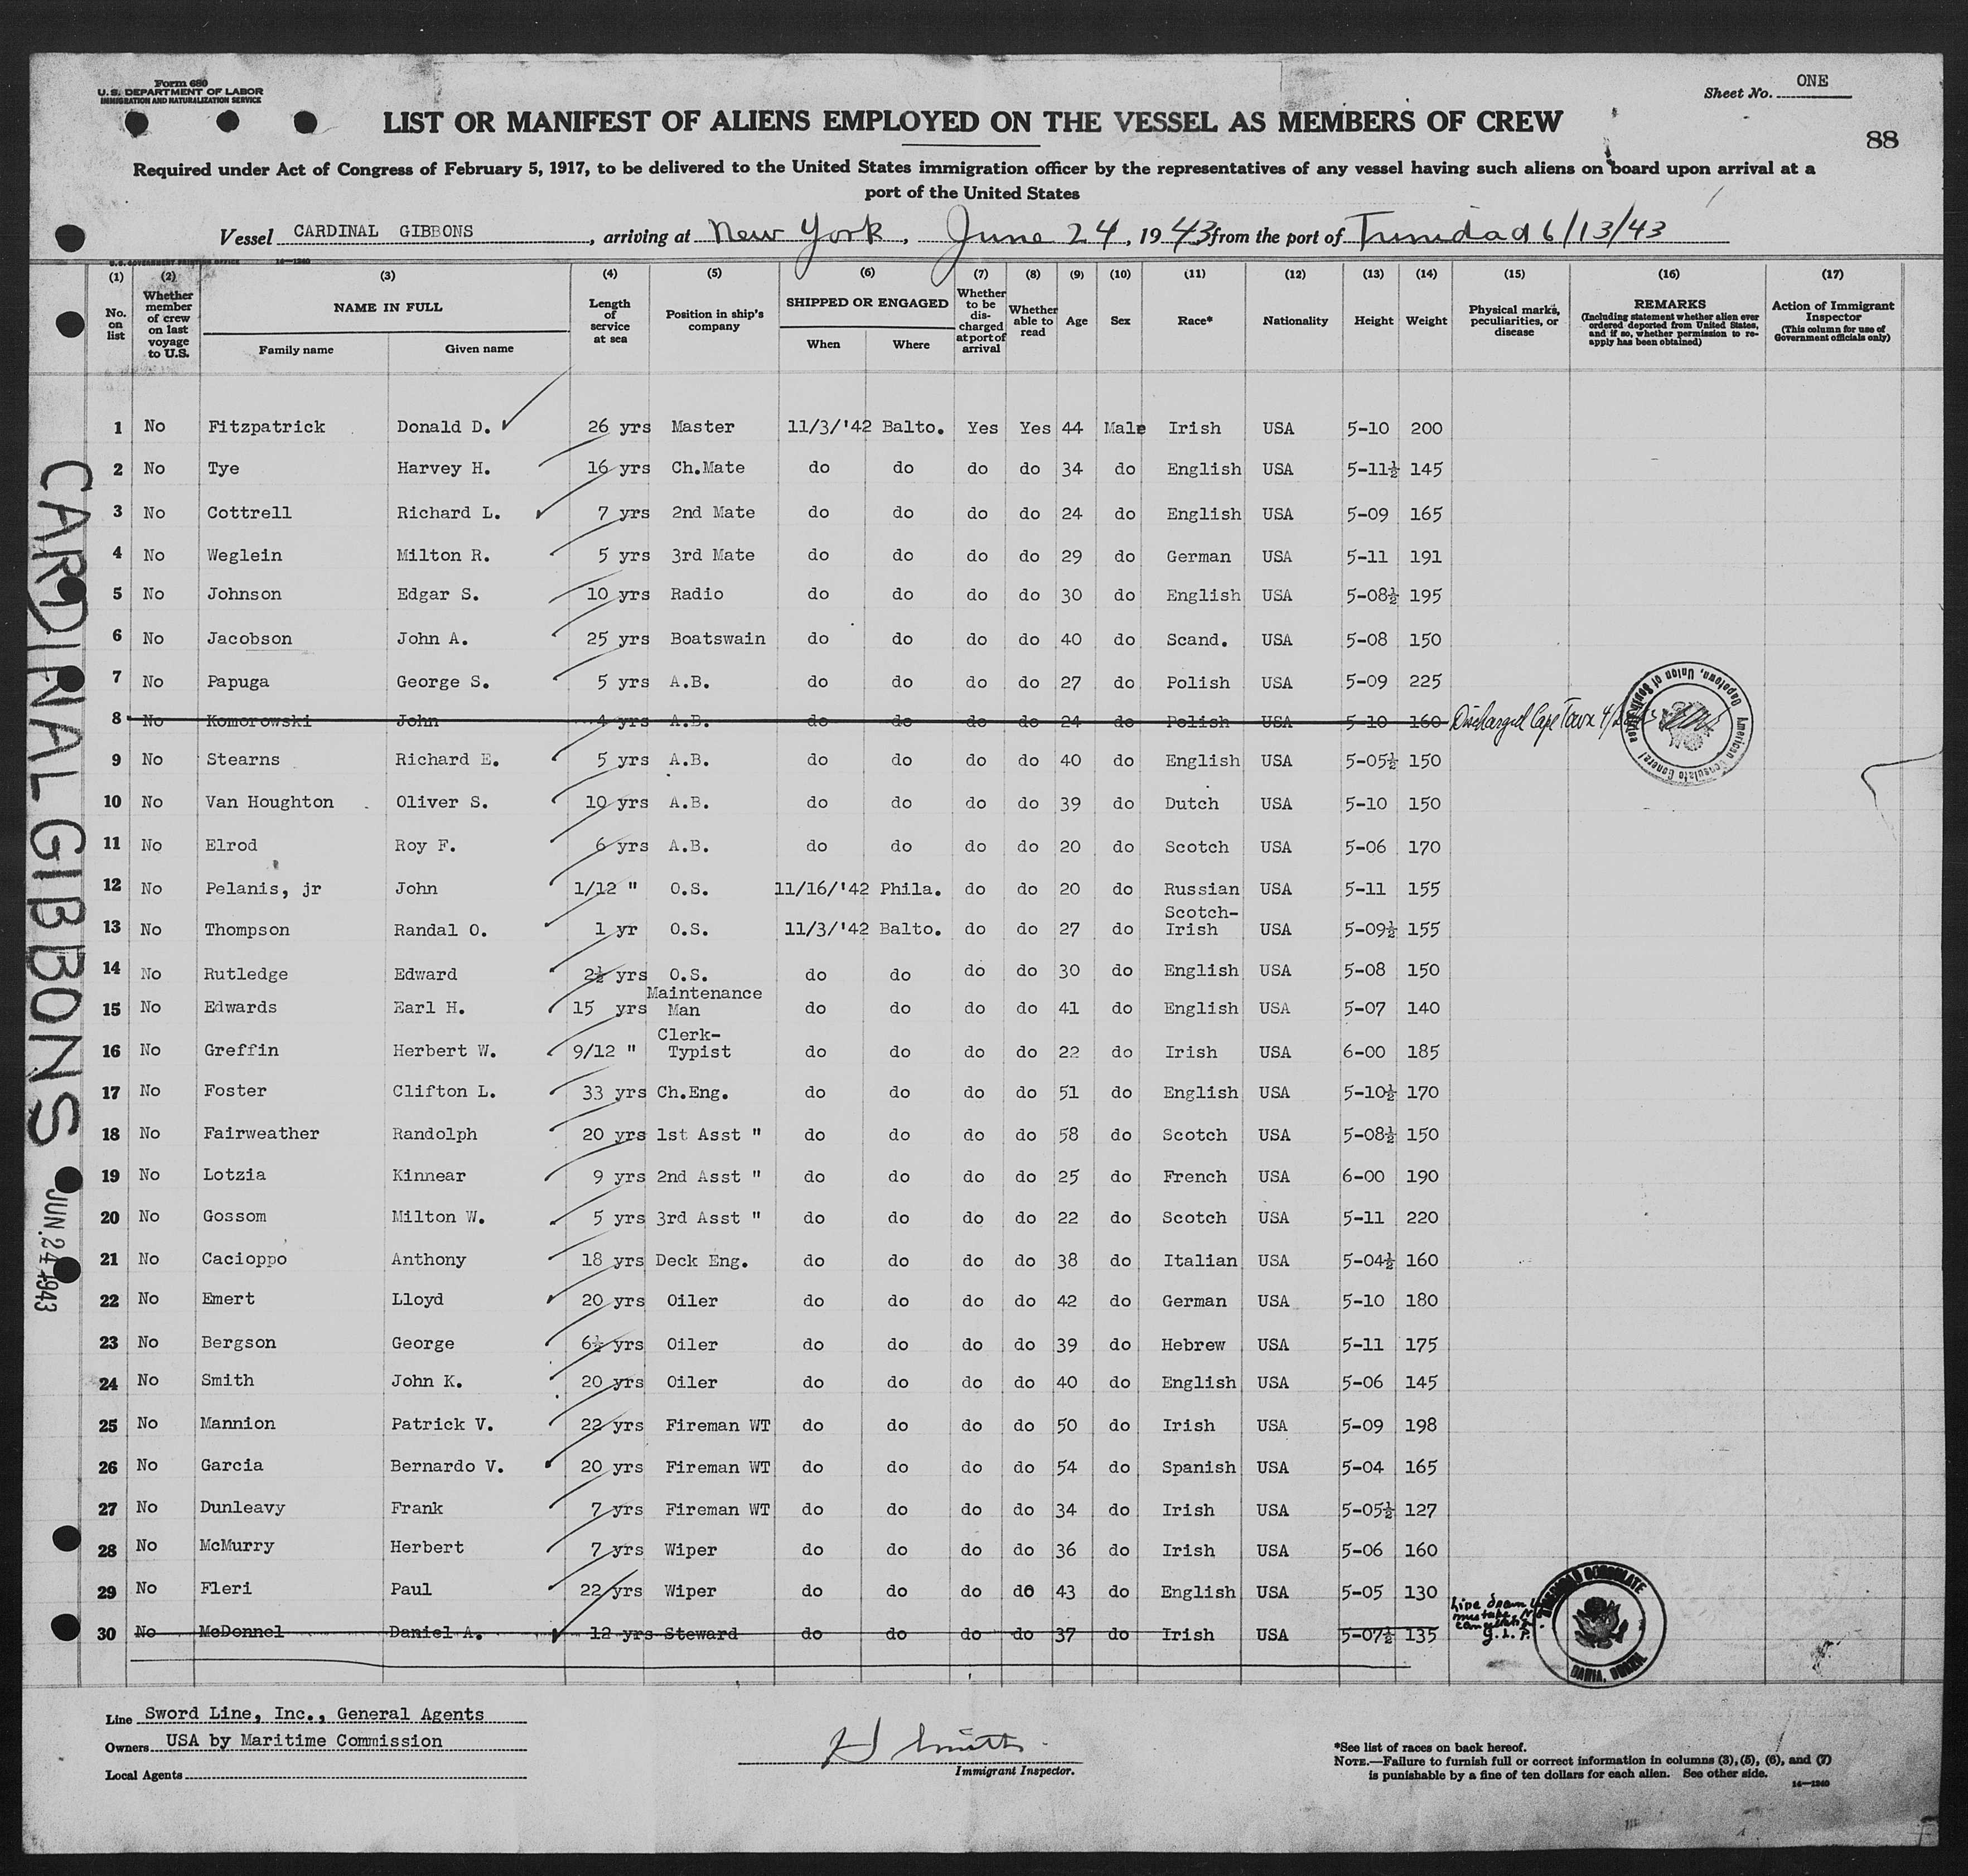 Form 680
U. S. DEPARTMENT OF LABOR
IMMIGRATION AND NATURALIZATION SERVICE
Sheet No. ONE
LIST OR MANIFEST OF ALIENS EMPLOYED ON THE VESSEL AS MEMBERS OF CREW
88
Required under Act of Congress of February 5, 1917, to be delivered to the United States immigration officer by the representatives of any vessel having such aliens on board upon arrival at a
port of the United States
Vessel CARDINAL GIBBONS, arriving at New York, June 24, 1943 from the port of Trinidad 6/13/43
U. S. GOVERNMENT PRINTING OFFICE 14—1240
(1) (2) (3) (4) (5) (6) (7) (8) (9) (10) (11) (12) (13) (14) (15) (16) (17)
No. on list
Whether member of crew on last voyage to U.S.
NAME IN FULL
Family name Given name
Length of service at sea
Position in ship's company
SHIPPED OR ENGAGED
When Where
Whether to be discharged at port of arrival
Whether able to read
Age
Sex
Race*
Nationality
Height
Weight
Physical marks, peculiarities, or disease
REMARKS
(Including statement whether alien ever ordered deported from United States, and if so, whether permission to re-apply has been obtained)
Action of Immigrant Inspector
(This column for use of Government officials only)
1 No Fitzpatrick Donald D. 26 yrs Master 11/3/'42 Balto. Yes Yes 44 Male Irish USA 5-10 200
2 No Tye Harvey H. 16 yrs Ch.Mate do do do do 34 do English USA 5-11½ 145
3 No Cottrell Richard L. 7 yrs 2nd Mate do do do do 24 do English USA 5-09 165
4 No Weglein Milton R. 5 yrs 3rd Mate do do do do 29 do German USA 5-11 191
5 No Johnson Edgar S. 10 yrs Radio do do do do 30 do English USA 5-08½ 195
6 No Jacobson John A. 25 yrs Boatswain do do do do 40 do Scand. USA 5-08 150
7 No Papuga George S. 5 yrs A.B. do do do do 27 do Polish USA 5-09 225
8 No Komorowski John 4 yrs A.B. do do do do 24 do Polish USA 5-10 160 Discharged Cape Town
American Consulate General
Capetown, Union of South Africa
9 No Stearns Richard E. 5 yrs A.B. do do do do 40 do English USA 5-05½ 150
10 No Van Houghton Oliver S. 10 yrs A.B. do do do do 39 do Dutch USA 5-10 150
11 No Elrod Roy F. 6 yrs A.B. do do do do 20 do Scotch USA 5-06 170
12 No Pelanis, jr John 1/12 " O.S. 11/16/'42 Phila. do do 20 do Russian USA 5-11 155
13 No Thompson Randal O. 1 yr O.S. 11/3/'42 Balto. do do 27 do Scotch-Irish USA 5-09½ 155
14 No Rutledge Edward 2½ yrs O.S. do do do do 30 do English USA 5-08 150
15 No Edwards Earl H. 15 yrs Maintenance Man do do do do 41 do English USA 5-07 140
16 No Greffin Herbert W. 9/12 " Clerk-Typist do do do do 22 do Irish USA 6-00 185
17 No Foster Clifton L. 33 yrs Ch.Eng. do do do do 51 do English USA 5-10½ 170
18 No Fairweather Randolph 20 yrs 1st Asst " do do do do 58 do Scotch USA 5-08½ 150
19 No Lotzia Kinnear 9 yrs 2nd Asst " do do do do 25 do French USA 6-00 190
20 No Gossom Milton W. 5 yrs 3rd Asst " do do do do 22 do Scotch USA 5-11 220
21 No Cacioppo Anthony 18 yrs Deck Eng. do do do do 38 do Italian USA 5-04½ 160
22 No Emert Lloyd 20 yrs Oiler do do do do 42 do German USA 5-10 180
23 No Bergson George 6½ yrs Oiler do do do do 39 do Hebrew USA 5-11 175
24 No Smith John K. 20 yrs Oiler do do do do 40 do English USA 5-06 145
25 No Mannion Patrick V. 22 yrs Fireman WT do do do do 50 do Irish USA 5-09 198
26 No Garcia Bernardo V. 20 yrs Fireman WT do do do do 54 do Spanish USA 5-04 165
27 No Dunleavy Frank 7 yrs Fireman WT do do do do 34 do Irish USA 5-05½ 127
28 No McMurry Herbert 7 yrs Wiper do do do do 36 do Irish USA 5-06 160
29 No Fleri Paul 22 yrs Wiper do do do do 43 do English USA 5-05 130
30 No McDonnel Daniel A. 12 yrs Steward do do do do 37 do Irish USA 5-07½ 135
Line drawn
mistake
J. L. P.
AMERICAN CONSULATE
BAHIA, BRAZIL
CARDINAL GIBBONS
JUN. 24 1943
Line Sword Line, Inc., General Agents
Owners USA by Maritime Commission
Local Agents
H Smith
Immigrant Inspector.
*See list of races on back hereof.
NOTE.—Failure to furnish full or correct information in columns (3), (5), (6), and (7)
is punishable by a fine of ten dollars for each alien. See other side.
14—1240